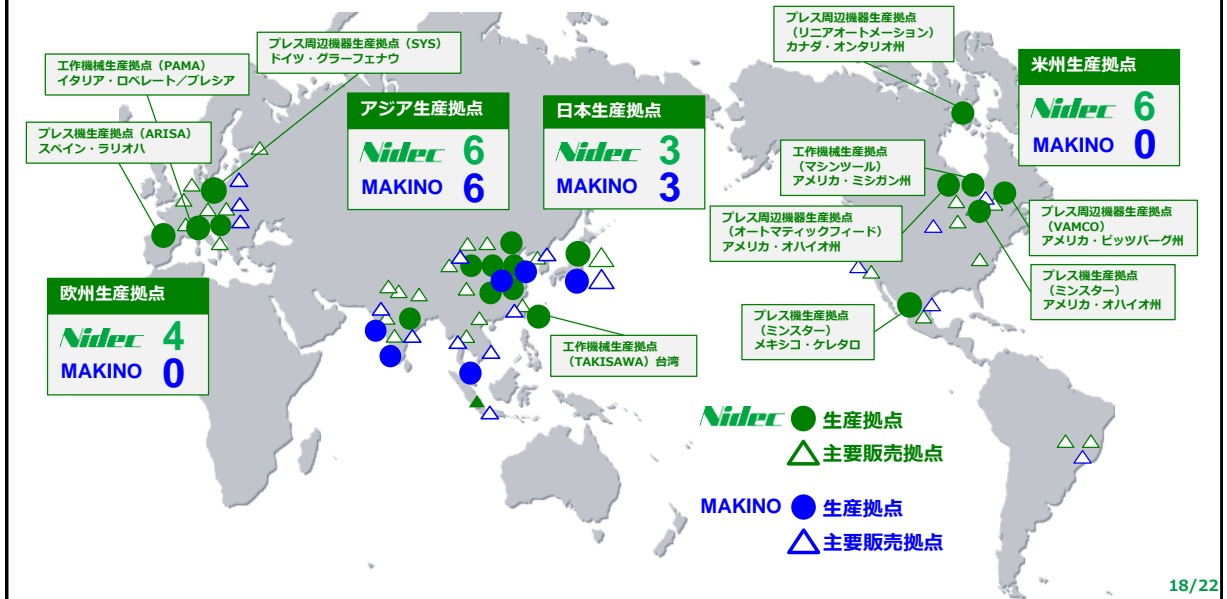 プレス周辺機器生産拠点（SYS）
ドイツ・グラーフェナウ
工作機械生産拠点（PAMA）
イタリア・ロベレート／ブレシア
プレス機生産拠点（ARISA）
スペイン・ラリオハ
アジア生産拠点
Nidec 6
MAKINO 6
日本生産拠点
Nidec 3
MAKINO 3
プレス周辺機器生産拠点
（リニアオートメーション）
カナダ・オンタリオ州
米州生産拠点
Nidec 6
MAKINO 0
工作機械生産拠点
（マシンツール）
アメリカ・ミシガン州
プレス周辺機器生産拠点
（オートマティックフィード）
アメリカ・オハイオ州
プレス周辺機器生産拠点
（VAMCO）
アメリカ・ピッツバーグ州
プレス機生産拠点
（ミンスター）
アメリカ・オハイオ州
プレス機生産拠点
（ミンスター）
メキシコ・ケレタロ
欧州生産拠点
Nidec 4
MAKINO 0
工作機械生産拠点
（TAKISAWA）台湾
Nidec 生産拠点
主要販売拠点
MAKINO 生産拠点
主要販売拠点
18/22